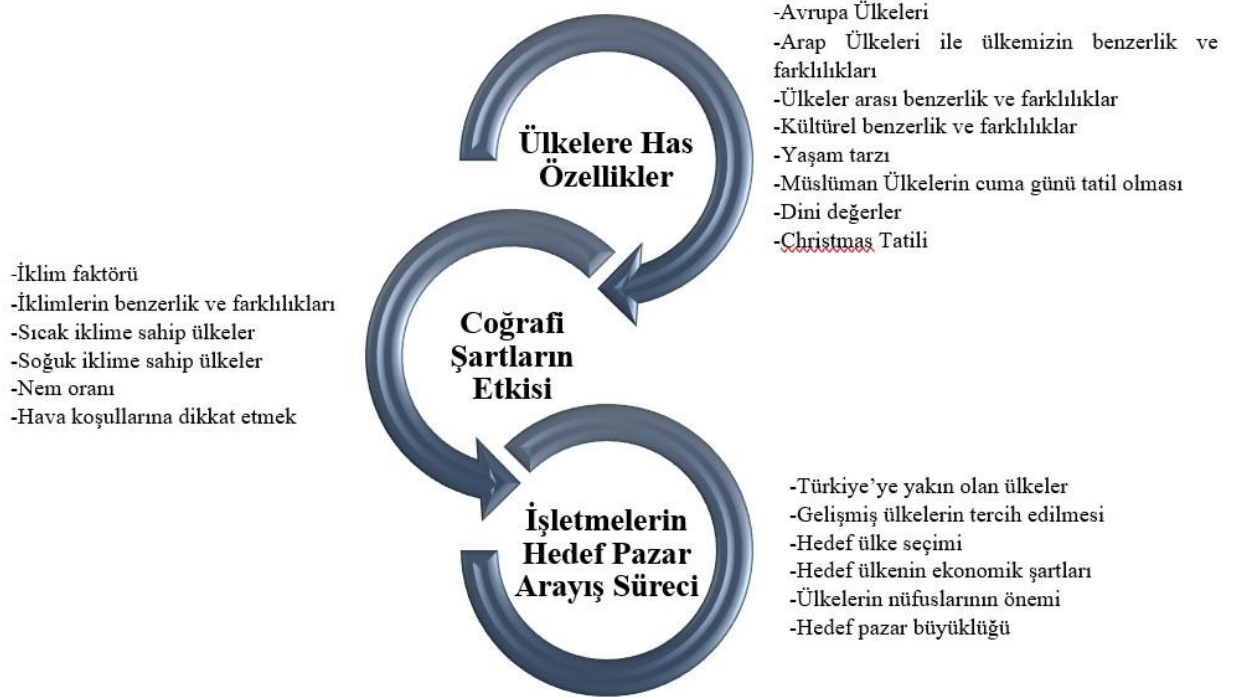 -Avrupa Ülkeleri
-Arap Ülkeleri ile ülkemizin benzerlik ve
farklılıkları
-Ülkeler arası benzerlik ve farklılıklar
-Kültürel benzerlik ve farklılıklar
-Yaşam tarzı
-Müslüman Ülkelerin cuma günü tatil olması
-Dini değerler
-Christmas Tatili
Ülkelere Has
Özellikler
-İklim faktörü
-İklimlerin benzerlik ve farklılıkları
-Sıcak iklime sahip ülkeler
-Soğuk iklime sahip ülkeler
-Nem oranı
-Hava koşullarına dikkat etmek
Coğrafi
Şartların
Etkisi
İşletmelerin
Hedef Pazar
Arayış Süreci
-Türkiye’ye yakın olan ülkeler
-Gelişmiş ülkelerin tercih edilmesi
-Hedef ülke seçimi
-Hedef ülkenin ekonomik şartları
-Ülkelerin nüfuslarının önemi
-Hedef pazar büyüklüğü